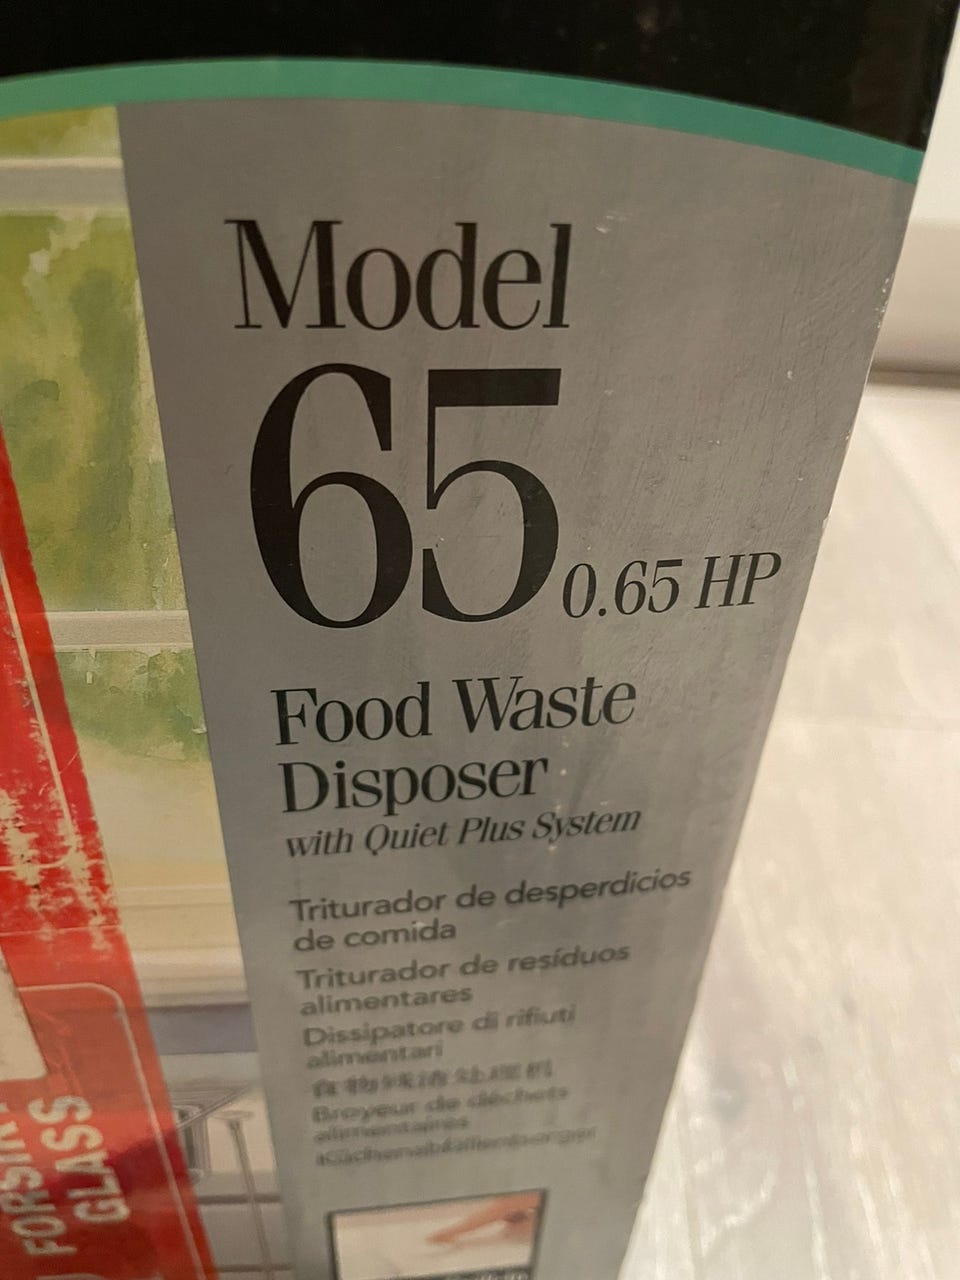 Model
65 0.65 HP
Food Waste
Disposer
with Quiet Plus System
Triturador de desperdicios
de comida
Triturador de resíduos
alimentares
Dissipatore di rifiuti
alimentari
Broyeur de déchets
alimentaires
GLASS